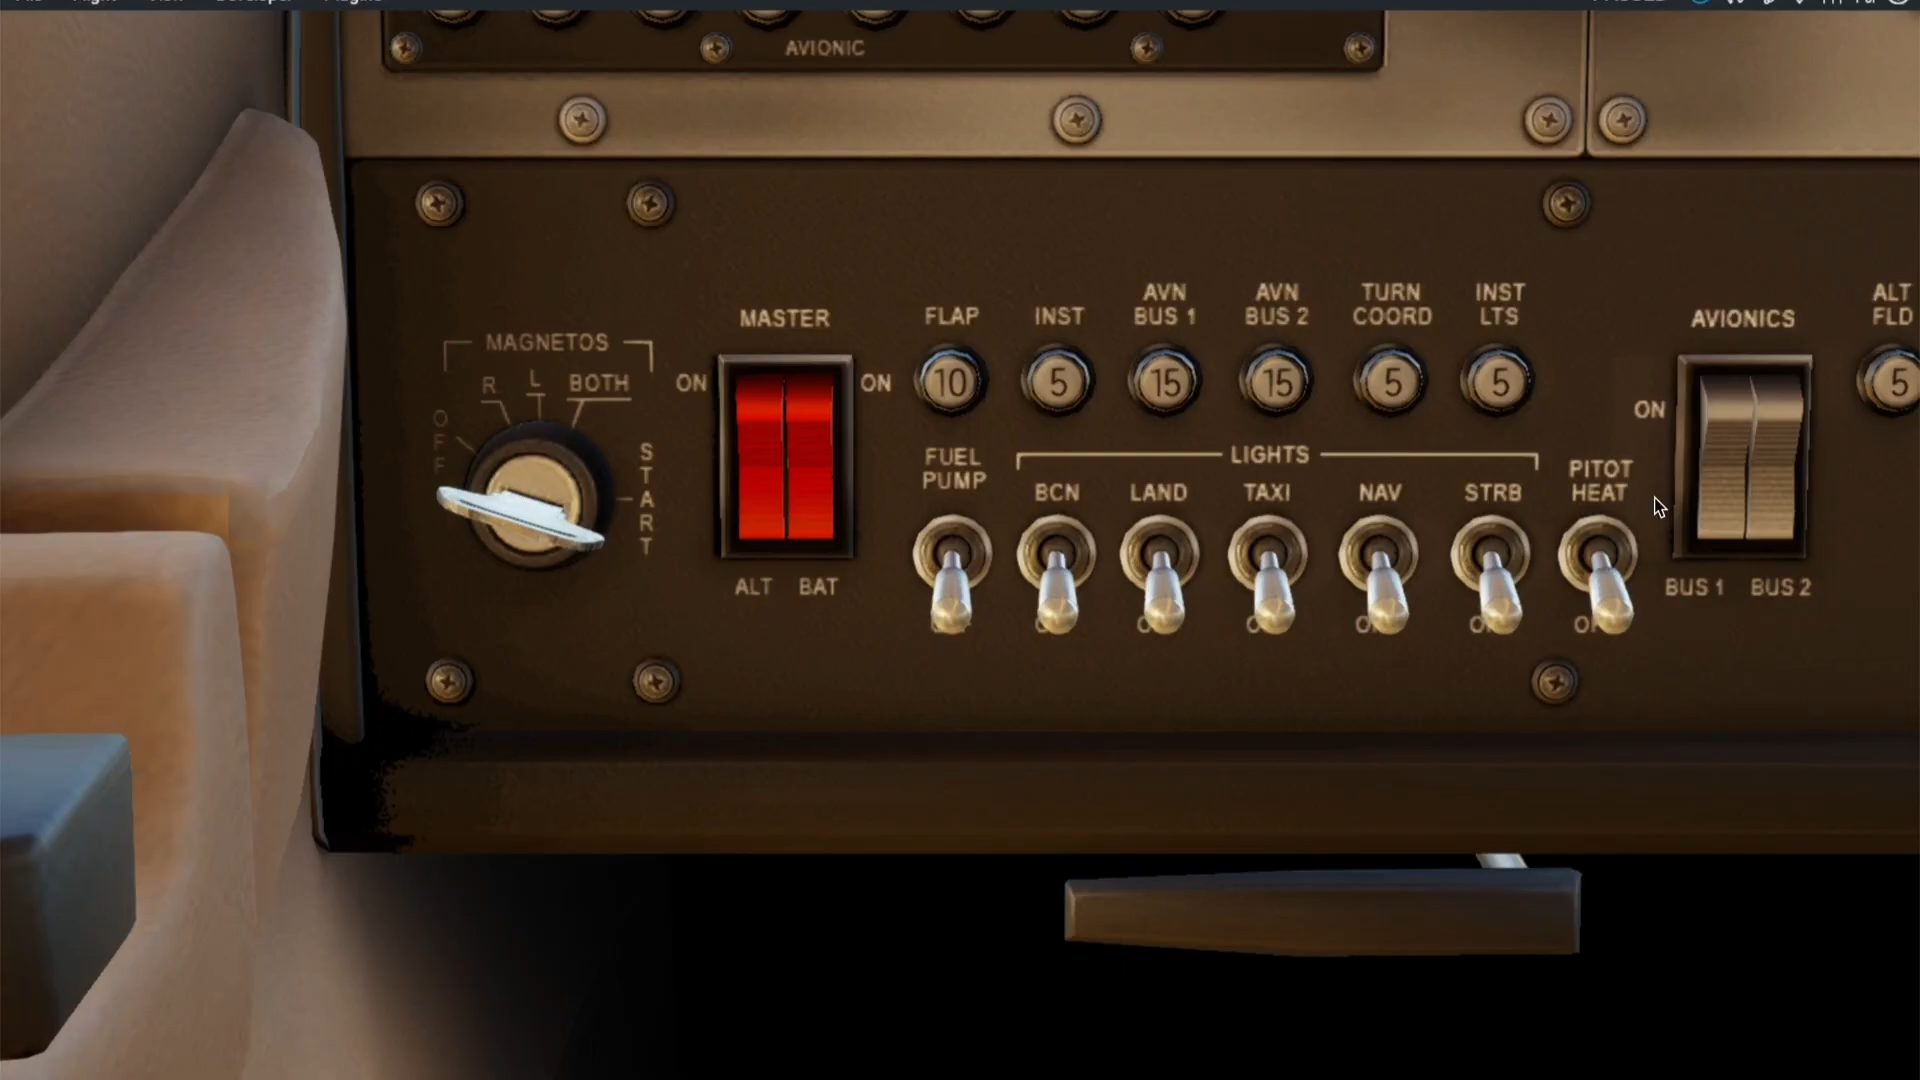 AVIONIC
MAGNETOS
R L BOTH
OFF
START
MASTER
ON ON
ALT BAT
FLAP
INST
AVN
BUS 1
AVN
BUS 2
TURN
COORD
INST
LTS
10 5 15 15 5 5
FUEL
PUMP
LIGHTS
BCN LAND TAXI NAV STRB
PITOT
HEAT
AVIONICS
ON
BUS 1 BUS 2
ALT
FLD
5